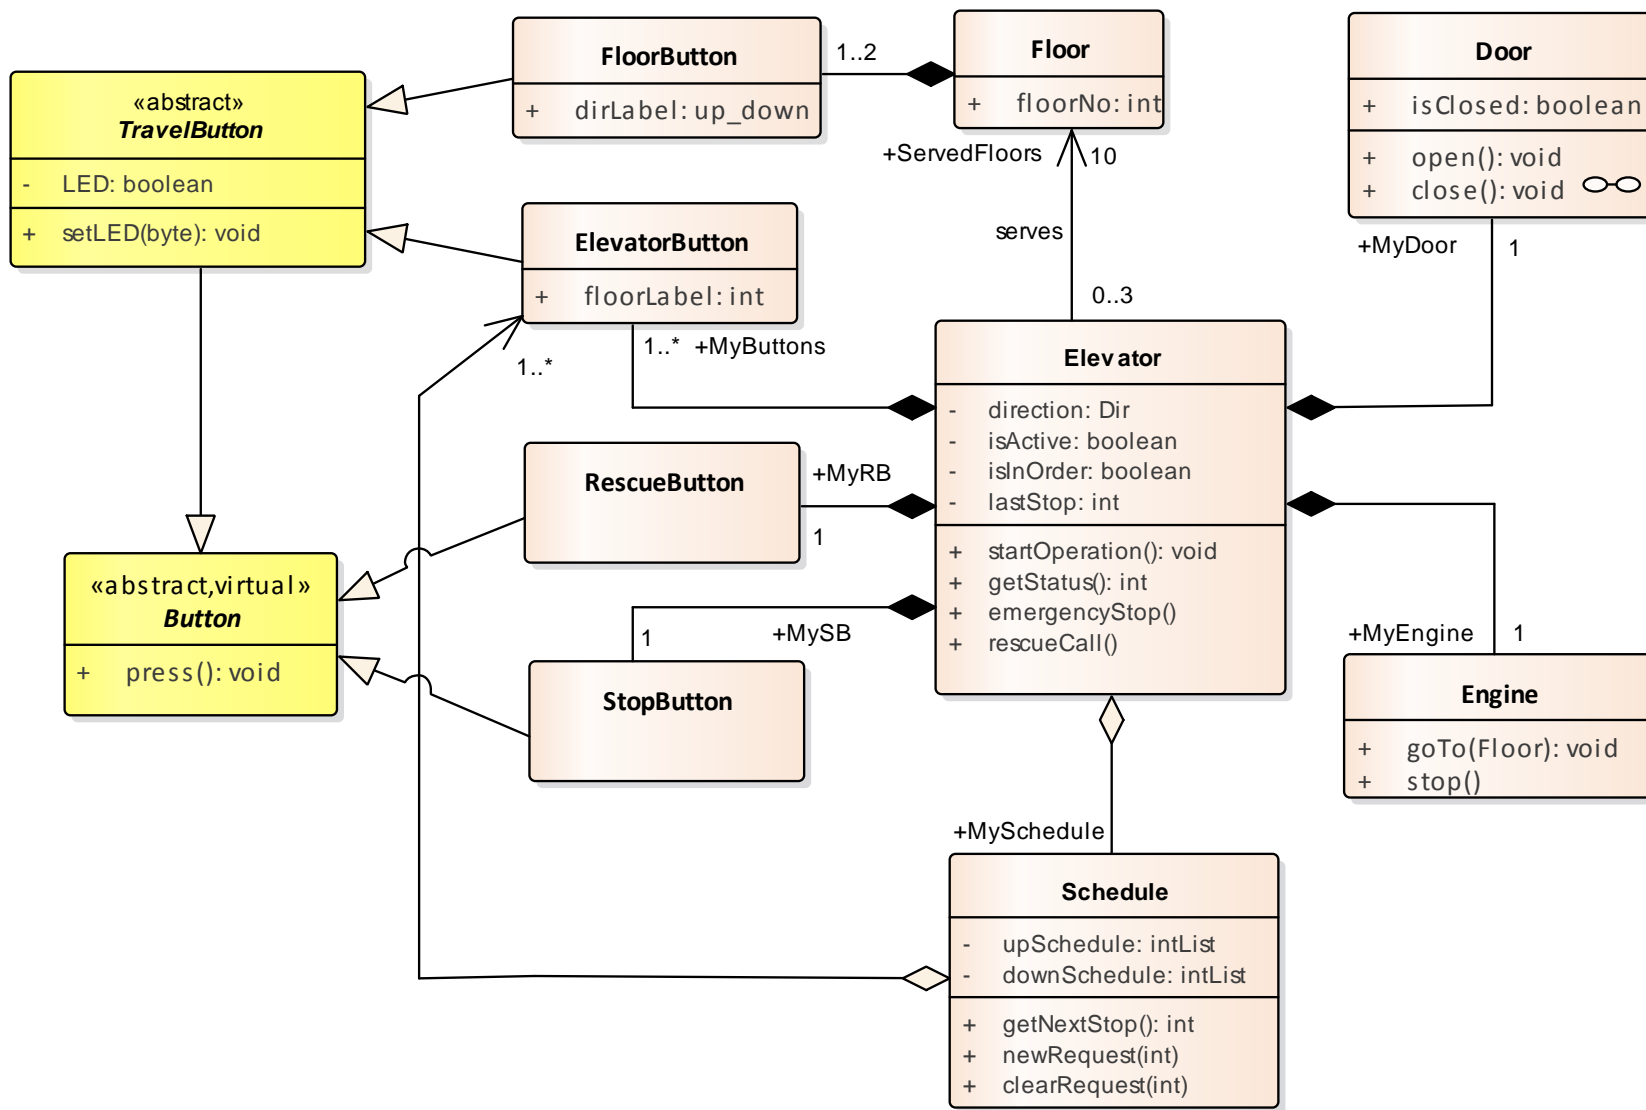 «abstract»
TravelButton
- LED: boolean
+ setLED(byte): void
FloorButton
+ dirLabel: up_down
1..2
Floor
+ floorNo: int
+ServedFloors
10
serves
0..3
Door
+ isClosed: boolean
+ open(): void
+ close(): void
+MyDoor
1
ElevatorButton
+ floorLabel: int
1..*
1..* +MyButtons
Elevator
- direction: Dir
- isActive: boolean
- isInOrder: boolean
- lastStop: int
+ startOperation(): void
+ getStatus(): int
+ emergencyStop()
+ rescueCall()
RescueButton
+MyRB
1
«abstract,virtual»
Button
+ press(): void
1
+MySB
StopButton
+MyEngine
1
Engine
+ goTo(Floor): void
+ stop()
+MySchedule
Schedule
- upSchedule: intList
- downSchedule: intList
+ getNextStop(): int
+ newRequest(int)
+ clearRequest(int)